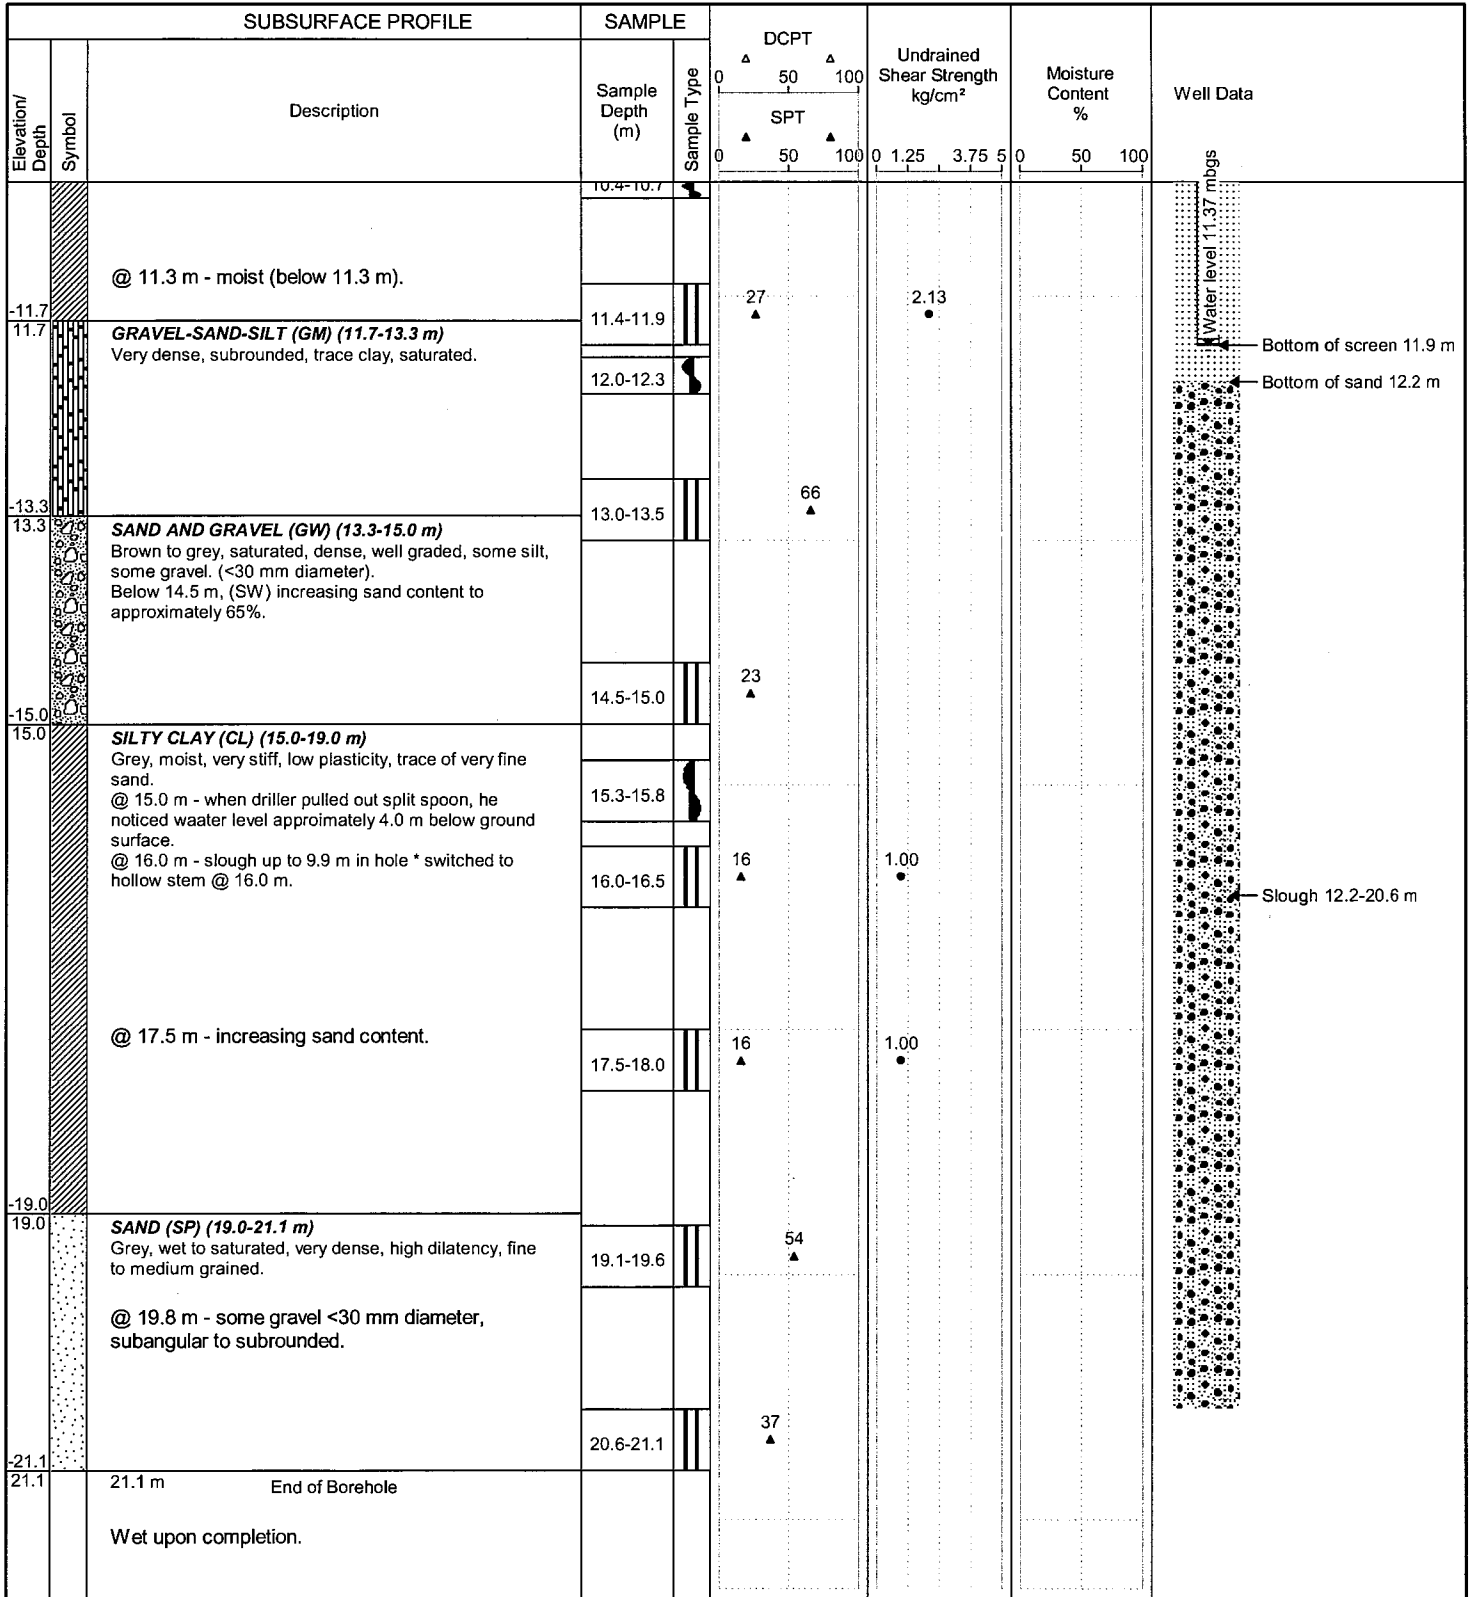 SUBSURFACE PROFILE
SAMPLE
Elevation/
Depth
Symbol
Description
Sample
Depth
(m)
Sample Type
DCPT
0 50 100
SPT
0 50 100
Undrained
Shear Strength
kg/cm²
0 1.25 3.75 5
Moisture
Content
%
0 50 100
Well Data
10.4-10.7
Water level 11.37 mbgs
@ 11.3 m - moist (below 11.3 m).
11.4-11.9
27
2.13
-11.7
11.7
GRAVEL-SAND-SILT (GM) (11.7-13.3 m)
Very dense, subrounded, trace clay, saturated.
Bottom of screen 11.9 m
12.0-12.3
Bottom of sand 12.2 m
13.0-13.5
66
-13.3
13.3
SAND AND GRAVEL (GW) (13.3-15.0 m)
Brown to grey, saturated, dense, well graded, some silt,
some gravel. (<30 mm diameter).
Below 14.5 m, (SW) increasing sand content to
approximately 65%.
14.5-15.0
23
-15.0
15.0
SILTY CLAY (CL) (15.0-19.0 m)
Grey, moist, very stiff, low plasticity, trace of very fine
sand.
@ 15.0 m - when driller pulled out split spoon, he
noticed waater level approimately 4.0 m below ground
surface.
@ 16.0 m - slough up to 9.9 m in hole * switched to
hollow stem @ 16.0 m.
15.3-15.8
16.0-16.5
16
1.00
Slough 12.2-20.6 m
@ 17.5 m - increasing sand content.
17.5-18.0
16
1.00
-19.0
19.0
SAND (SP) (19.0-21.1 m)
Grey, wet to saturated, very dense, high dilatency, fine
to medium grained.
19.1-19.6
54
@ 19.8 m - some gravel <30 mm diameter,
subangular to subrounded.
20.6-21.1
37
-21.1
21.1
21.1 m End of Borehole
Wet upon completion.